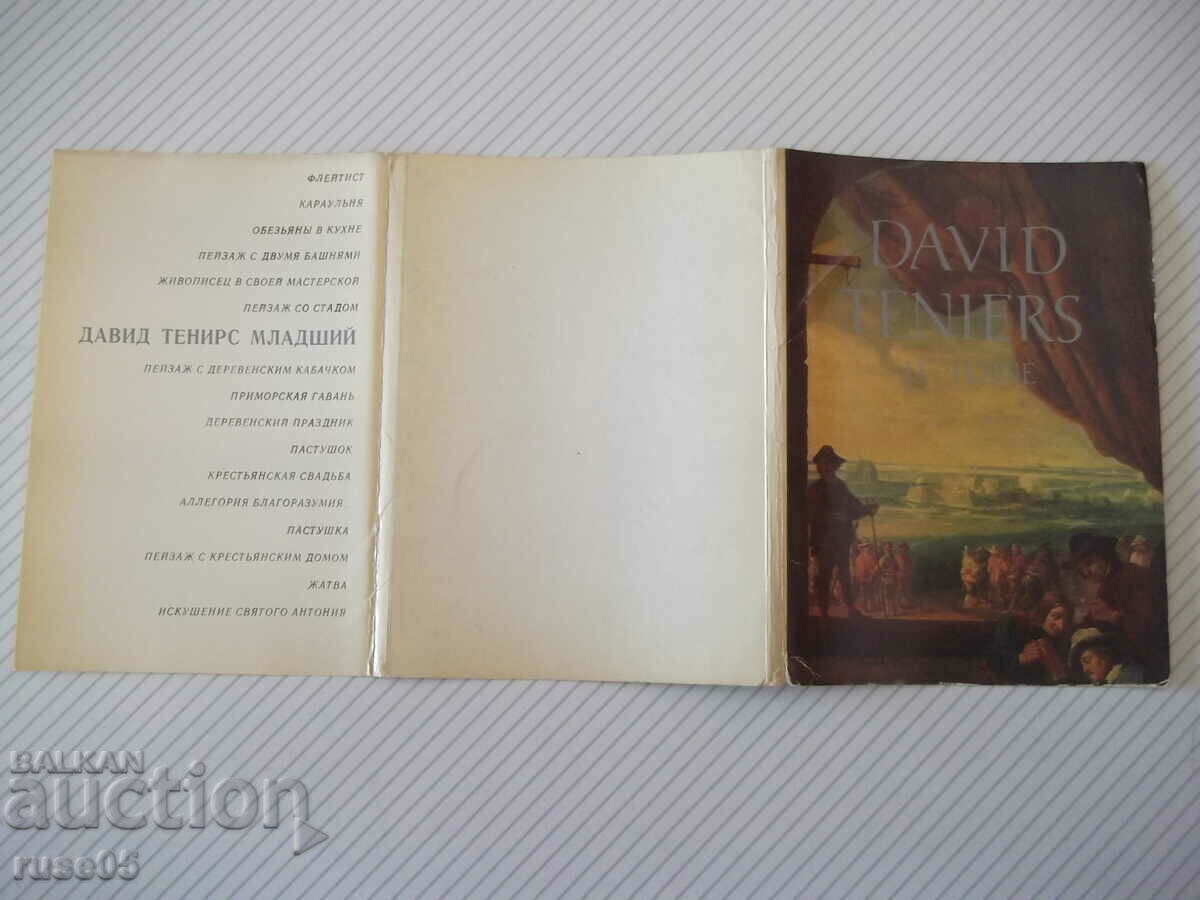 ФЛЕЙТИСТ
КАРАУЛЬНЯ
ОБЕЗЬЯНЫ В КУХНЕ
ПЕЙЗАЖ С ДВУМЯ БАШНЯМИ
ЖИВОПИСЕЦ В СВОЕЙ МАСТЕРСКОЙ
ПЕЙЗАЖ СО СТАДОМ
ДАВИД ТЕНИРС МЛАДШИЙ
ПЕЙЗАЖ С ДЕРЕВЕНСКИМ КАБАЧКОМ
ПРИМОРСКАЯ ГАВАНЬ
ДЕРЕВЕНСКИЙ ПРАЗДНИК
ПАСТУШОК
КРЕСТЬЯНСКАЯ СВАДЬБА
АЛЛЕГОРИЯ БЛАГОРАЗУМИЯ
ПАСТУШКА
ПЕЙЗАЖ С КРЕСТЬЯНСКИМ ДОМОМ
ЖАТВА
ИСКУШЕНИЕ СВЯТОГО АНТОНИЯ
DAVID
TENIERS
BALKAN
auction
ruse05